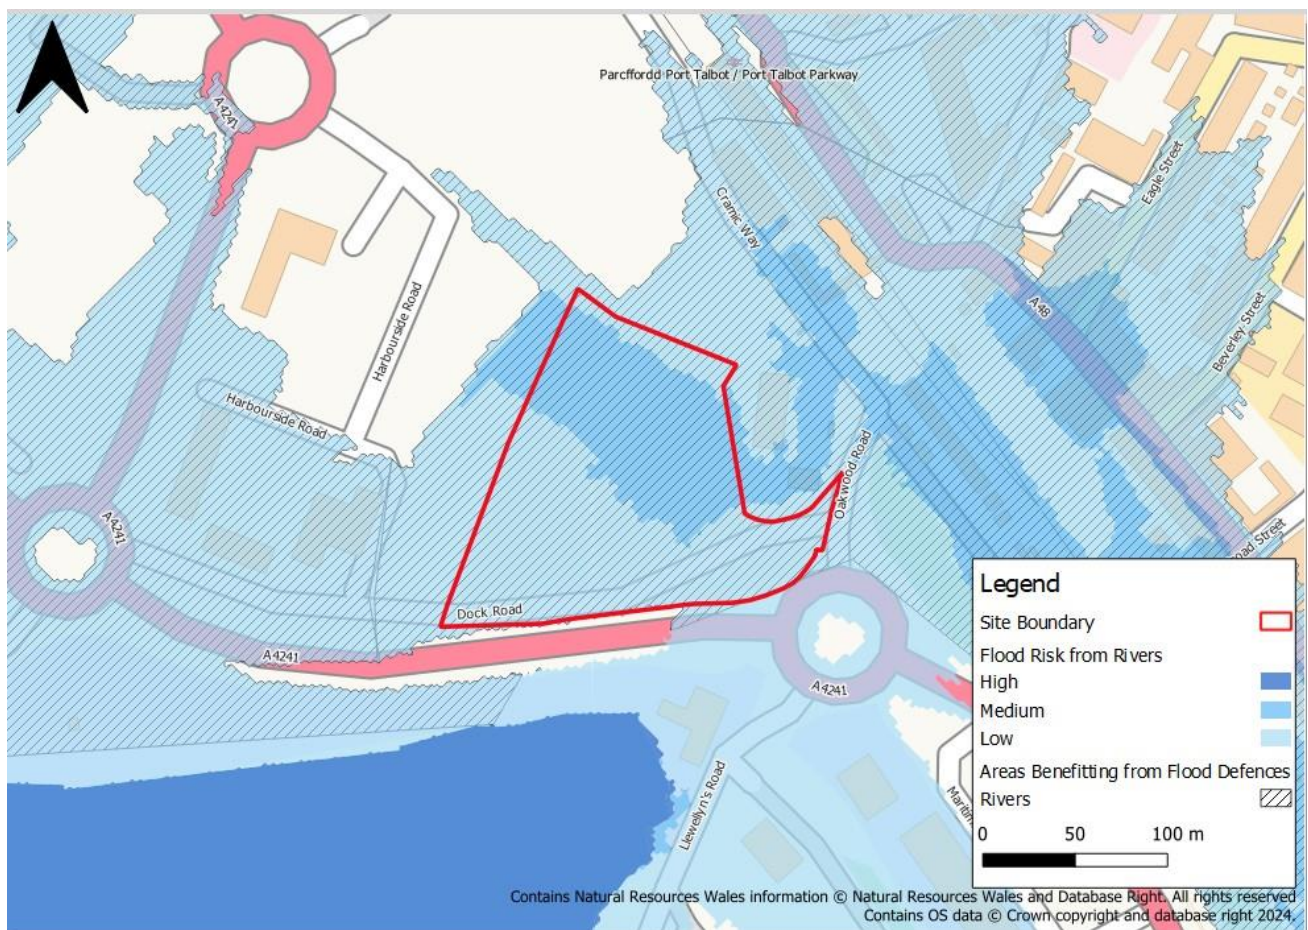 Parcffordd Port Talbot / Port Talbot Parkway
A4241
Cramic Way
Eagle Street
Harbourside Road
A48
Beverley Street
Harbourside Road
Oakwood Road
A4241
Dock Road
A4241
A4241
Llewellyn's Road
Legend
Site Boundary
Flood Risk from Rivers
High
Medium
Low
Areas Benefitting from Flood Defences
Rivers
0 50 100 m
Contains Natural Resources Wales information © Natural Resources Wales and Database Right. All rights reserved
Contains OS data © Crown copyright and database right 2024.